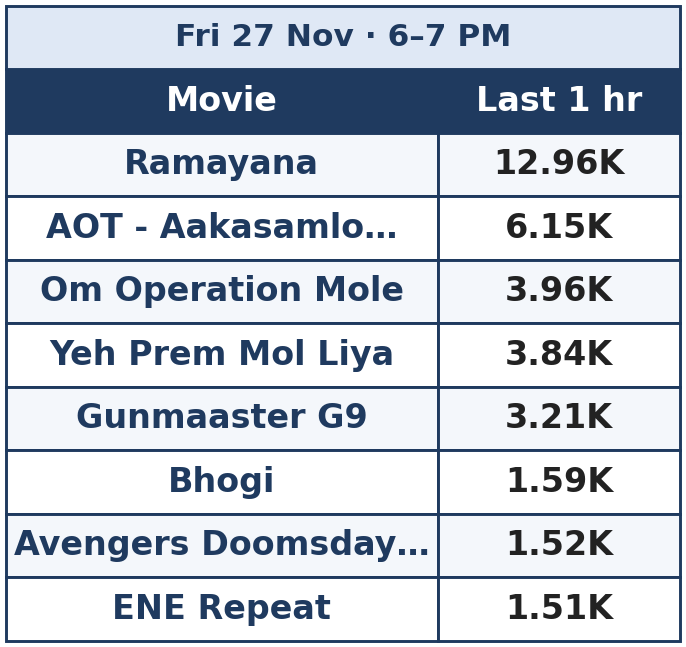 Fri 27 Nov · 6–7 PM
Movie Last 1 hr
Ramayana 12.96K
AOT - Aakasamlo... 6.15K
Om Operation Mole 3.96K
Yeh Prem Mol Liya 3.84K
Gunmaaster G9 3.21K
Bhogi 1.59K
Avengers Doomsday... 1.52K
ENE Repeat 1.51K